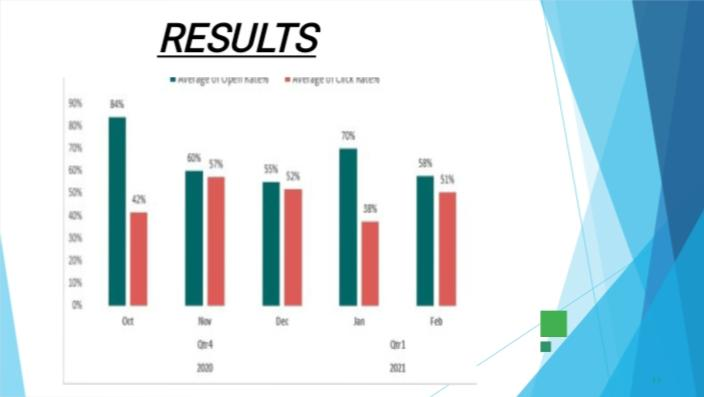 RESULTS
Average of Open Rate% Average of Click Rate%
90% 84%
80%
70% 70%
60% 60% 57% 55% 52% 58% 51%
50%
40% 42% 38%
30%
20%
10%
0%
Oct Nov Dec Jan Feb
Qtr4 Qtr1
2020 2021